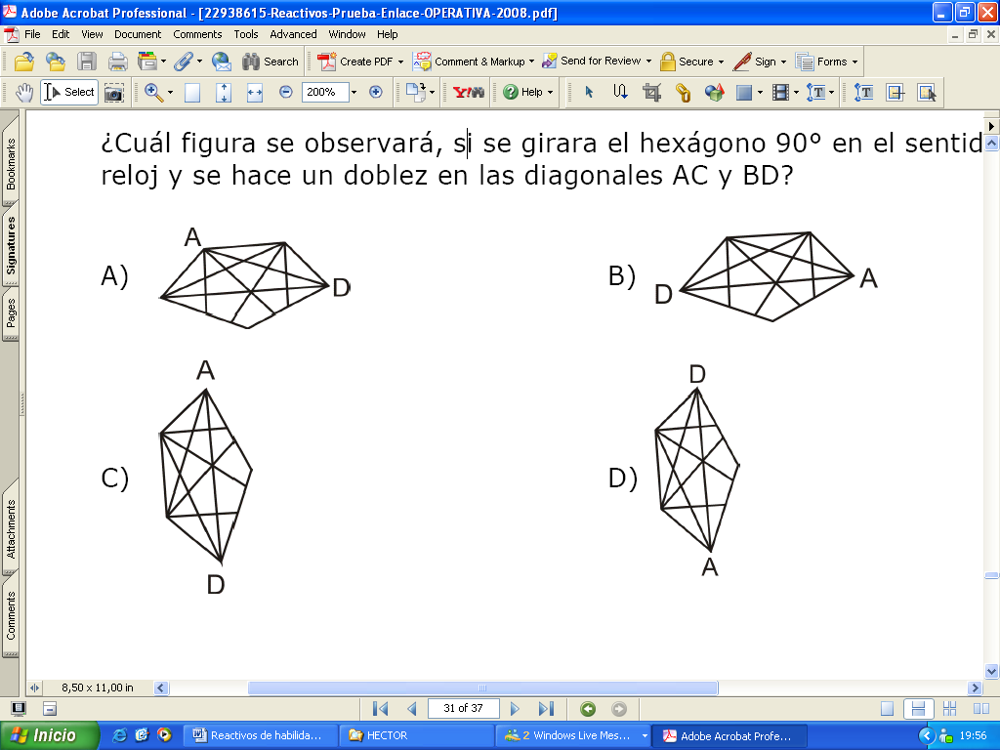 Adobe Acrobat Professional - [22938615-Reactivos-Prueba-Enlace-OPERATIVA-2008.pdf]
File Edit View Document Comments Tools Advanced Window Help
Search Create PDF Comment & Markup Send for Review Secure Sign Forms
Select 200% Y! Help
Bookmarks
Signatures
Pages
Attachments
Comments
¿Cuál figura se observará, si se girara el hexágono 90º en el sentid
reloj y se hace un doblez en las diagonales AC y BD?
A)
A
D
B)
D
A
C)
A
D
D)
D
A
8,50 x 11,00 in
31 of 37
Inicio Reactivos de habilida... HECTOR 2 Windows Live Mes... Adobe Acrobat Profe... 19:56